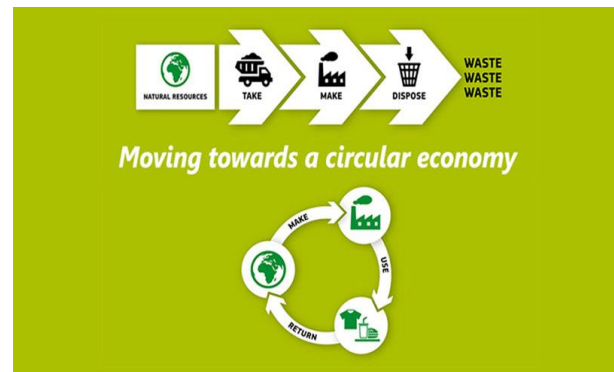 NATURAL RESOURCES
TAKE
MAKE
DISPOSE
WASTE
WASTE
WASTE
Moving towards a circular economy
MAKE
USE
RETURN